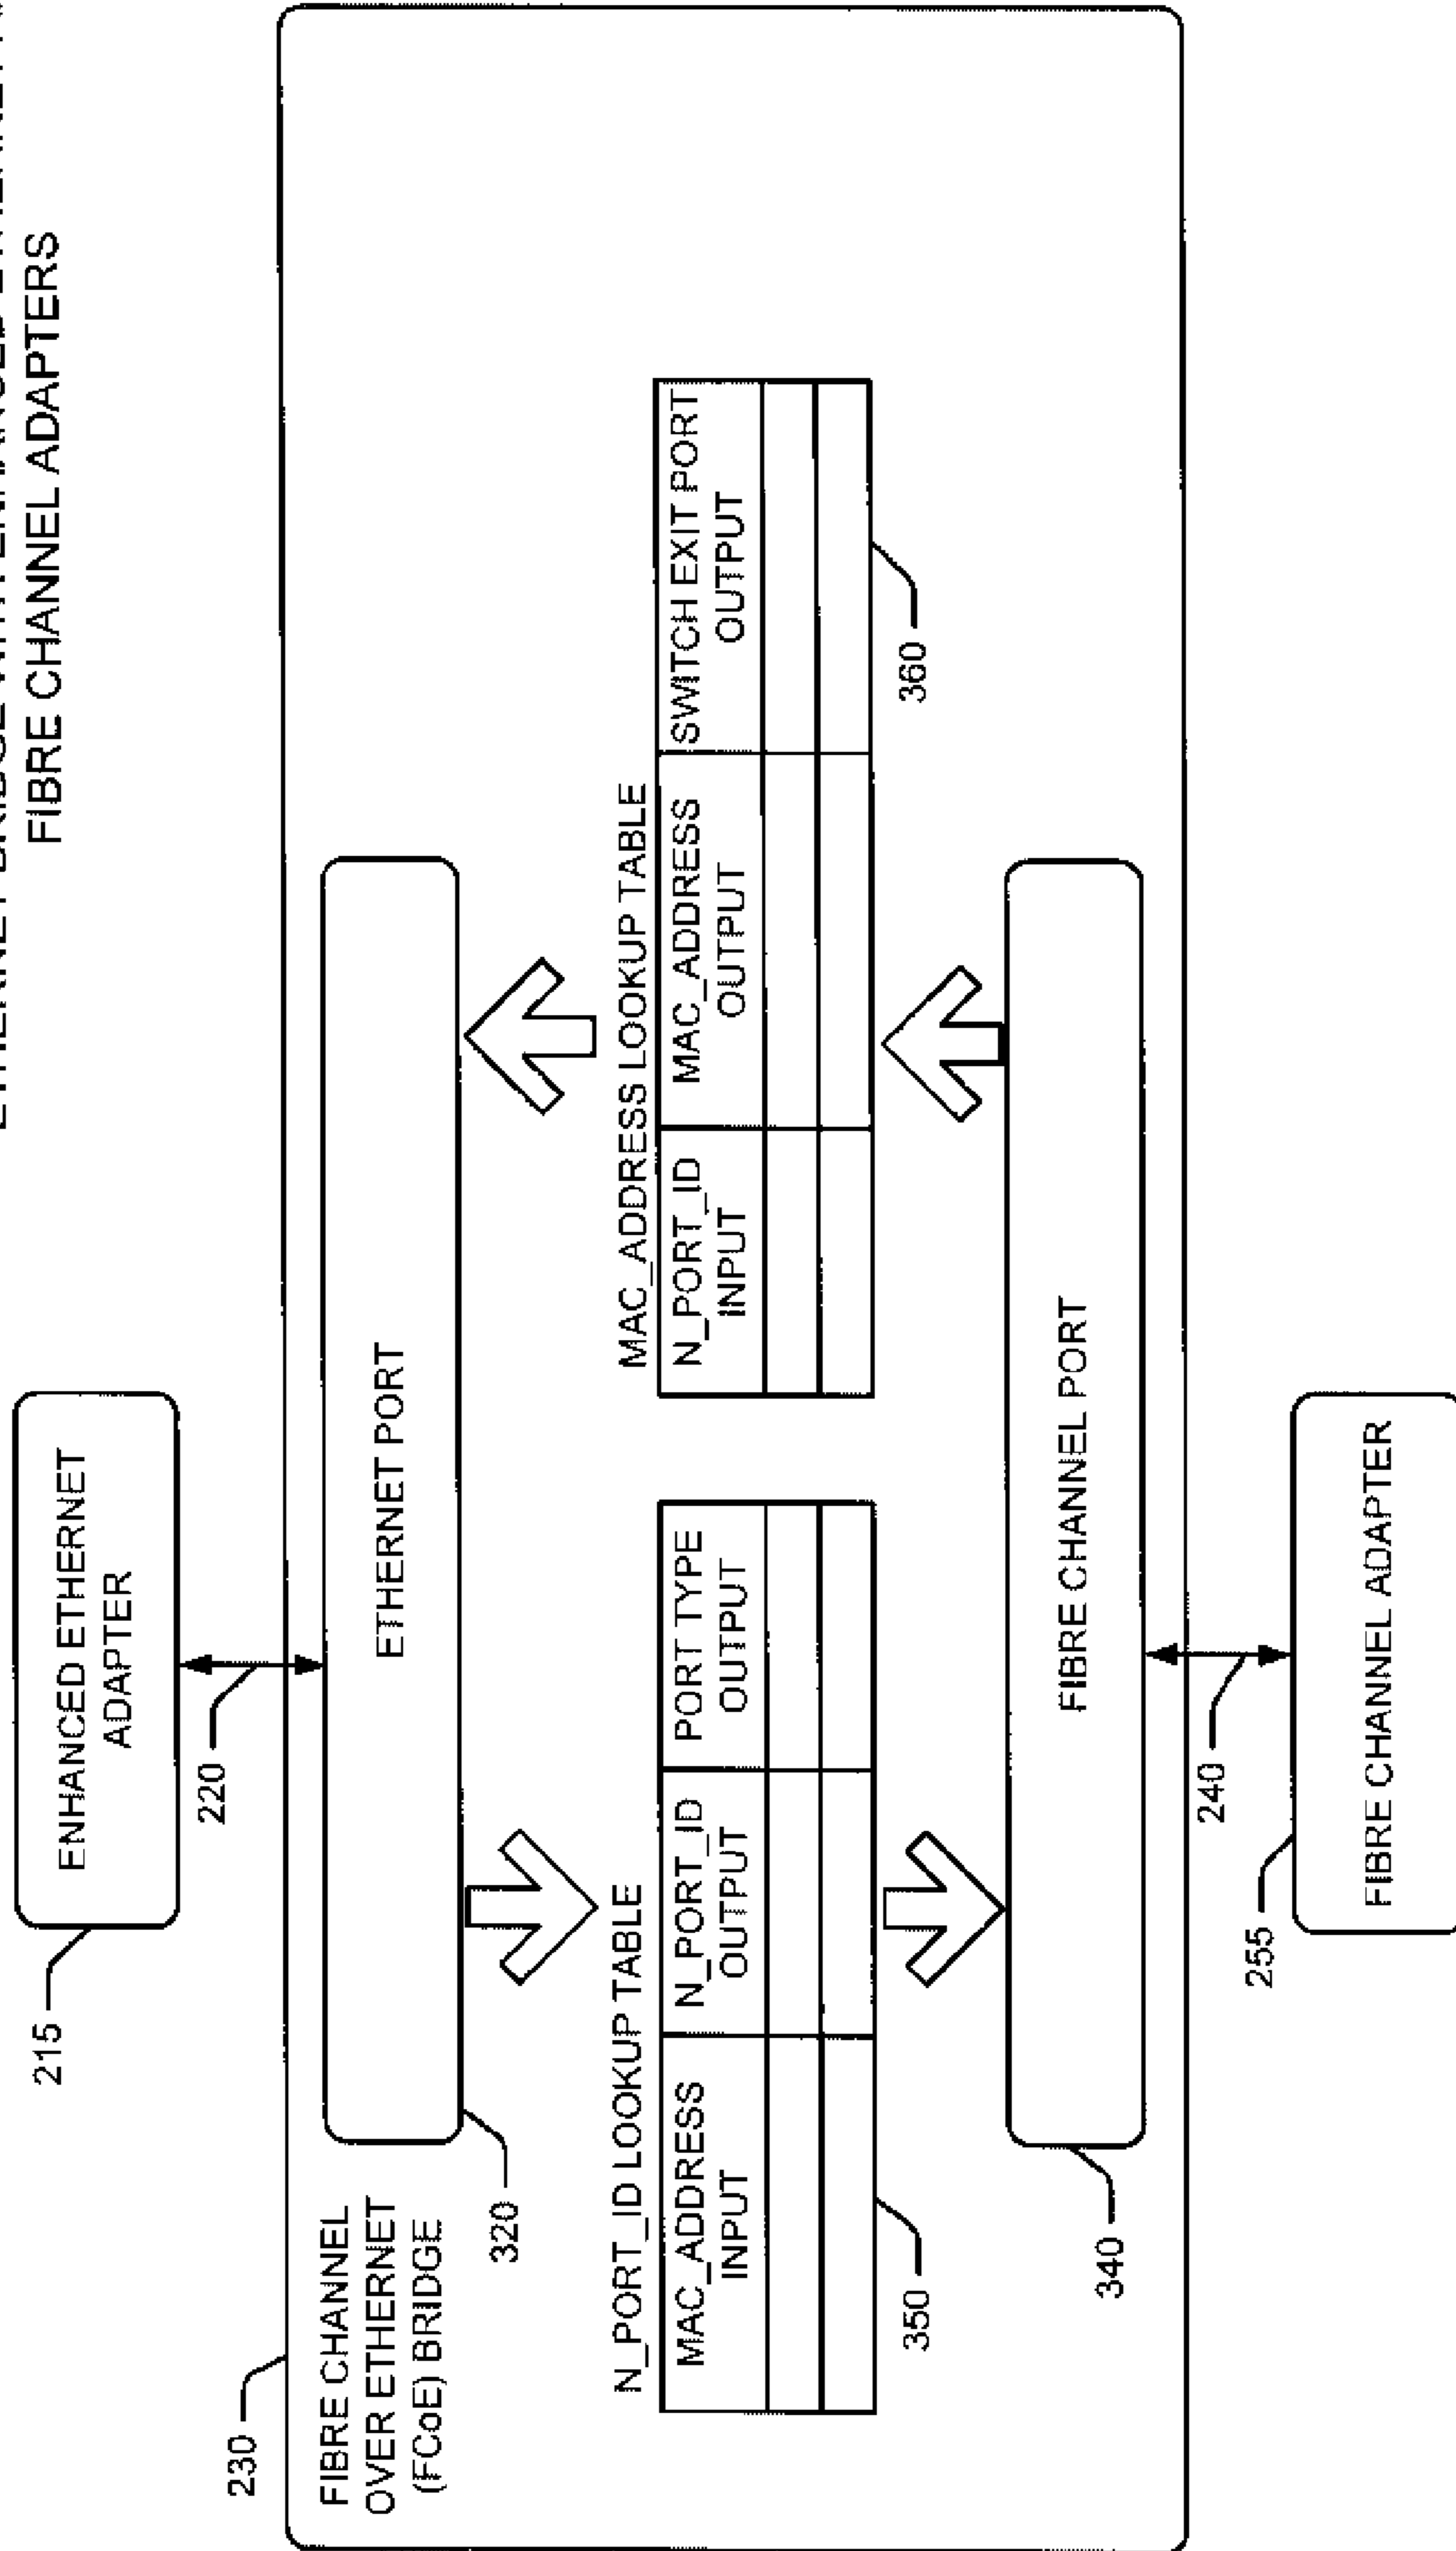 FIBRE CHANNEL ADAPTERS
215
ENHANCED ETHERNET
ADAPTER
220
230
FIBRE CHANNEL
OVER ETHERNET
(FCoE) BRIDGE
ETHERNET PORT
320
N_PORT_ID LOOKUP TABLE
MAC_ADDRESS
INPUT
N_PORT_ID
OUTPUT
PORT TYPE
OUTPUT
350
MAC_ADDRESS LOOKUP TABLE
N_PORT_ID
INPUT
MAC_ADDRESS
OUTPUT
SWITCH EXIT PORT
OUTPUT
360
FIBRE CHANNEL PORT
340
240
255
FIBRE CHANNEL ADAPTER